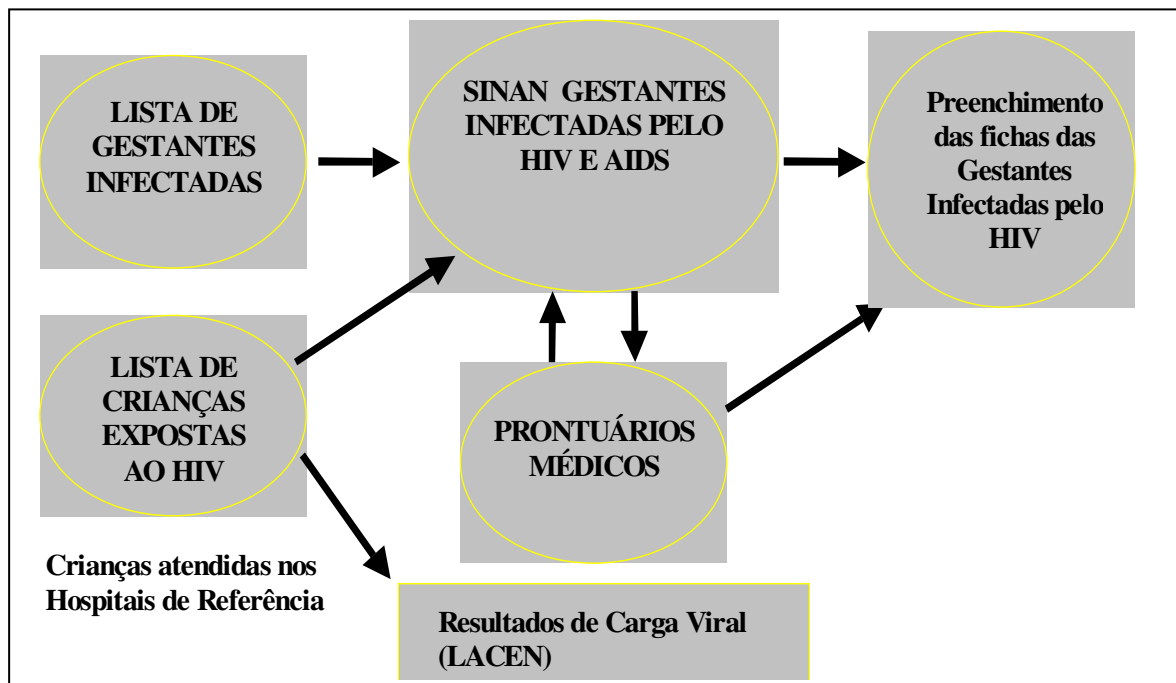 LISTA DE
GESTANTES
INFECTADAS
SINAN GESTANTES
INFECTADAS PELO
HIV E AIDS
Preenchimento
das fichas das
Gestantes
Infectadas pelo
HIV
LISTA DE
CRIANÇAS
EXPOSTAS
AO HIV
PRONTUÁRIOS
MÉDICOS
Crianças atendidas nos
Hospitais de Referência
Resultados de Carga Viral
(LACEN)